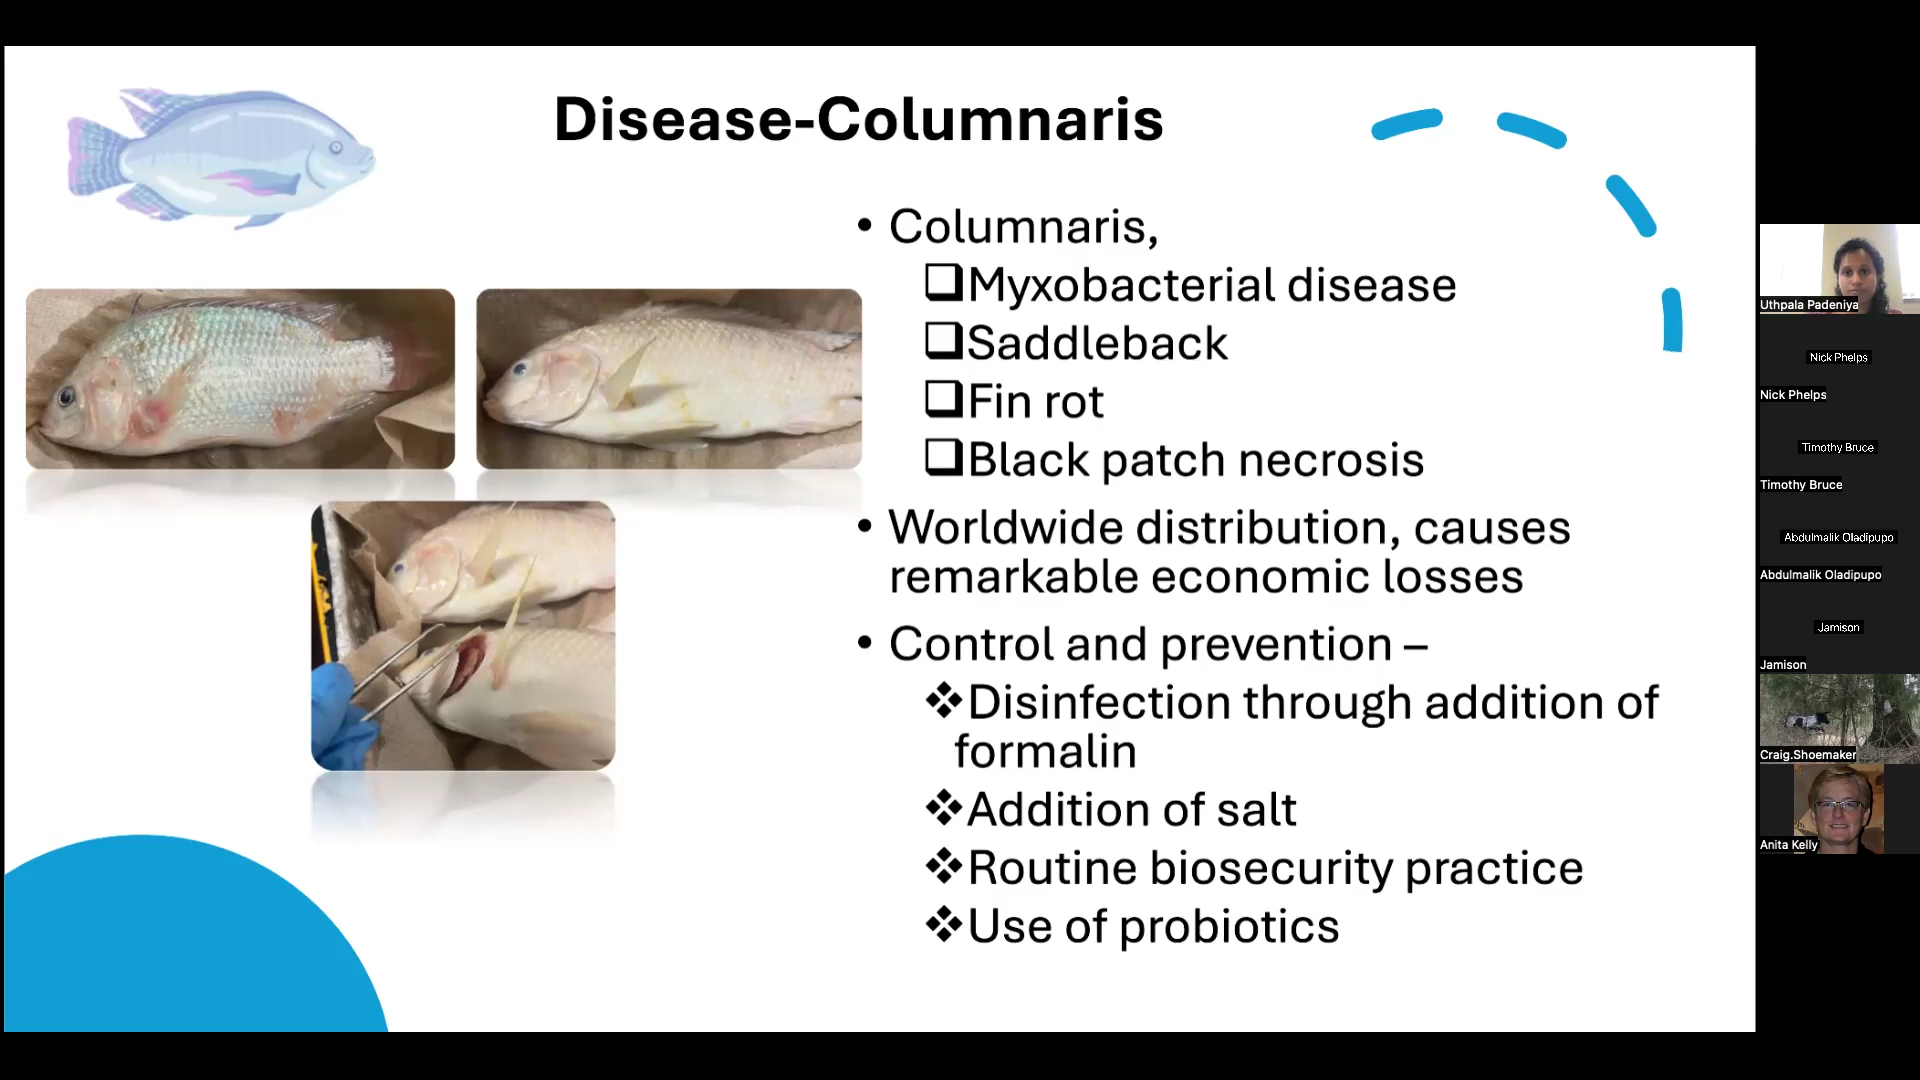 Disease-Columnaris
• Columnaris,
❑Myxobacterial disease
❑Saddleback
❑Fin rot
❑Black patch necrosis
• Worldwide distribution, causes
remarkable economic losses
• Control and prevention –
❖Disinfection through addition of
formalin
❖Addition of salt
❖Routine biosecurity practice
❖Use of probiotics
Uthpala Padeniya
Nick Phelps
Nick Phelps
Timothy Bruce
Timothy Bruce
Abdulmalik Oladipupo
Abdulmalik Oladipupo
Jamison
Jamison
Craig.Shoemaker
Anita Kelly